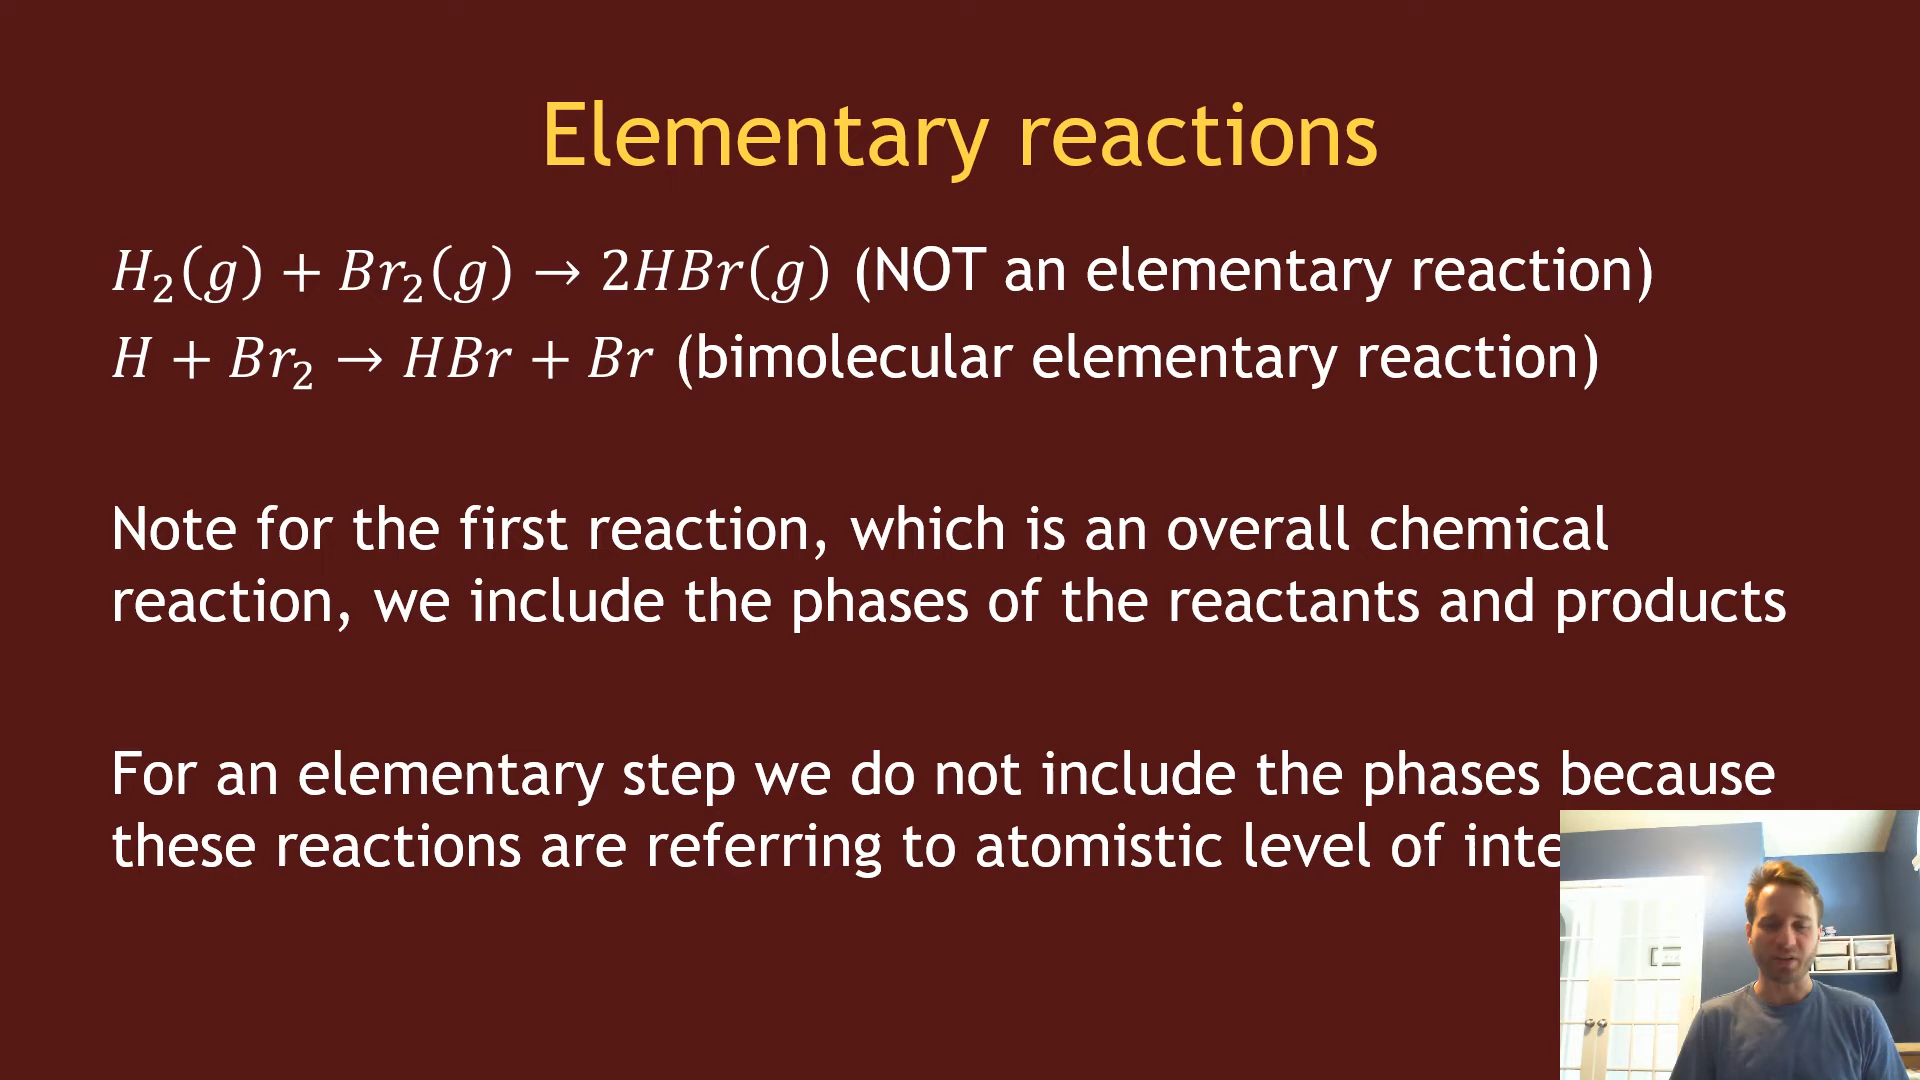 Elementary reactions
H₂(g) + Br₂(g) → 2HBr(g) (NOT an elementary reaction)
H + Br₂ → HBr + Br (bimolecular elementary reaction)
Note for the first reaction, which is an overall chemical
reaction, we include the phases of the reactants and products
For an elementary step we do not include the phases because
these reactions are referring to atomistic level of